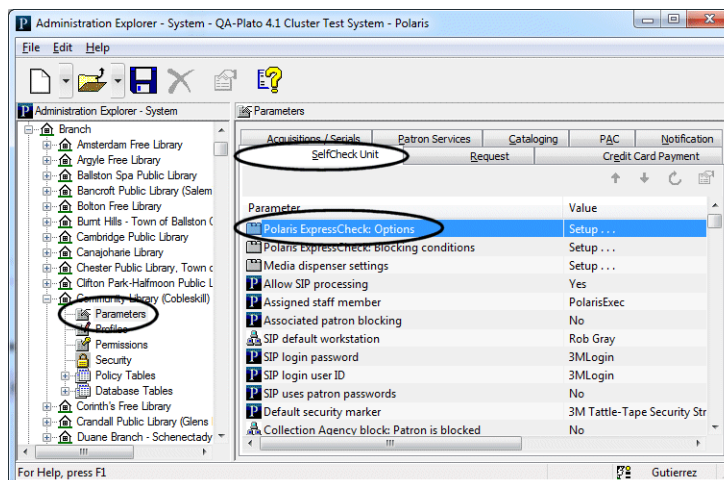 Administration Explorer - System - QA-Plato 4.1 Cluster Test System - Polaris
File Edit Help
Administration Explorer - System
Branch
Amsterdam Free Library
Argyle Free Library
Ballston Spa Public Library
Bancroft Public Library (Salem
Bolton Free Library
Burnt Hills - Town of Ballston C
Cambridge Public Library
Canajoharie Library
Chester Public Library, Town c
Clifton Park-Halfmoon Public L
Community Library (Cobleskill)
Parameters
Profiles
Permissions
Security
Policy Tables
Database Tables
Corinth's Free Library
Crandall Public Library (Glens
Duane Branch - Schenectady
Parameters
Acquisitions / Serials Patron Services Cataloging PAC Notification
SelfCheck Unit Request Credit Card Payment
Parameter Value
Polaris ExpressCheck: Options Setup . . .
Polaris ExpressCheck: Blocking conditions Setup . . .
Media dispenser settings Setup . . .
Allow SIP processing Yes
Assigned staff member PolarisExec
Associated patron blocking No
SIP default workstation Rob Gray
SIP login password 3MLogin
SIP login user ID 3MLogin
SIP uses patron passwords No
Default security marker 3M Tattle-Tape Security Str
Collection Agency block: Patron is blocked No
For Help, press F1
Gutierrez